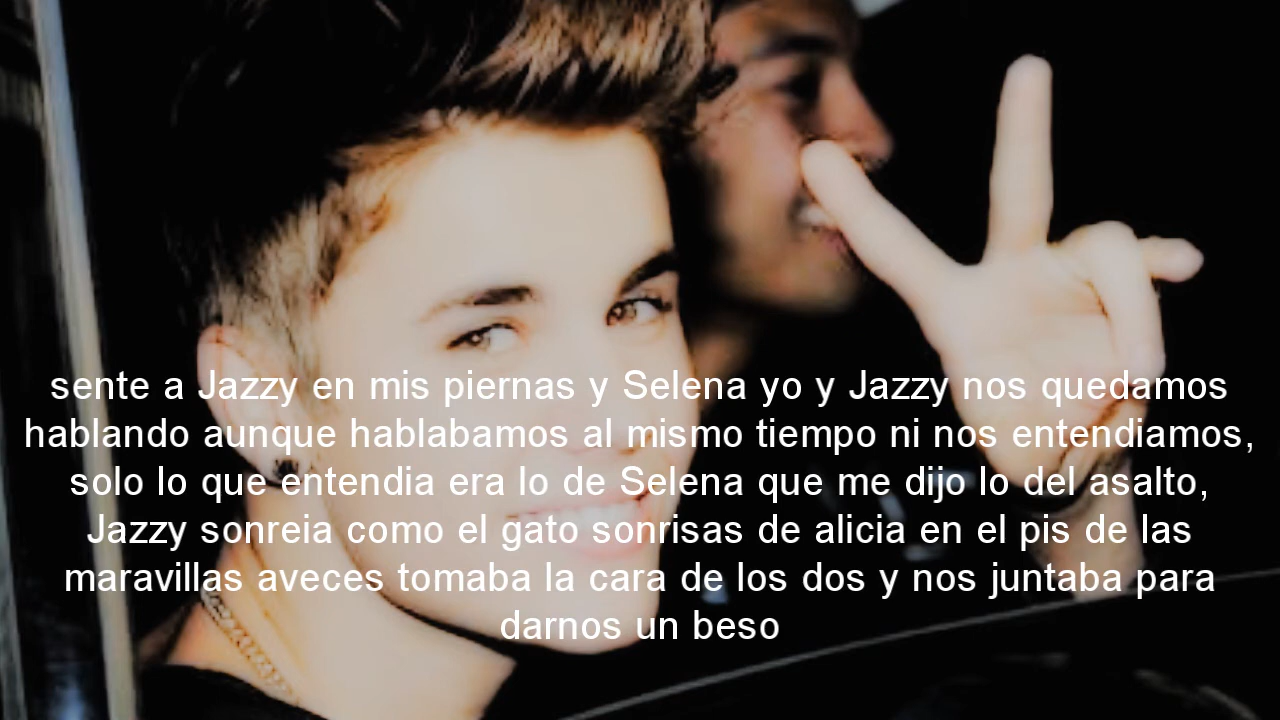 sente a Jazzy en mis piernas y Selena yo y Jazzy nos quedamos
hablando aunque hablabamos al mismo tiempo ni nos entendiamos,
solo lo que entendia era lo de Selena que me dijo lo del asalto,
Jazzy sonreia como el gato sonrisas de alicia en el pis de las
maravillas aveces tomaba la cara de los dos y nos juntaba para
darnos un beso